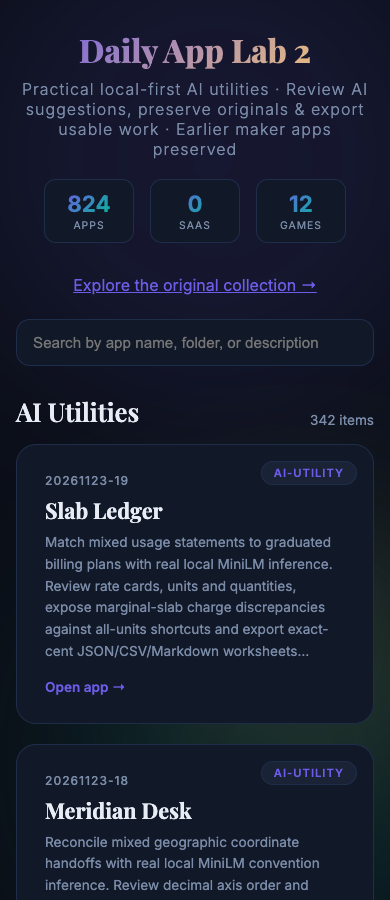 Daily App Lab 2
Practical local-first AI utilities · Review AI
suggestions, preserve originals & export
usable work · Earlier maker apps
preserved
824
APPS
0
SAAS
12
GAMES
Explore the original collection →
Search by app name, folder, or description
AI Utilities
342 items
20261123-19
AI-UTILITY
Slab Ledger
Match mixed usage statements to graduated
billing plans with real local MiniLM inference.
Review rate cards, units and quantities,
expose marginal-slab charge discrepancies
against all-units shortcuts and export exact-
cent JSON/CSV/Markdown worksheets...
Open app →
20261123-18
AI-UTILITY
Meridian Desk
Reconcile mixed geographic coordinate
handoffs with real local MiniLM convention
inference. Review decimal axis order and